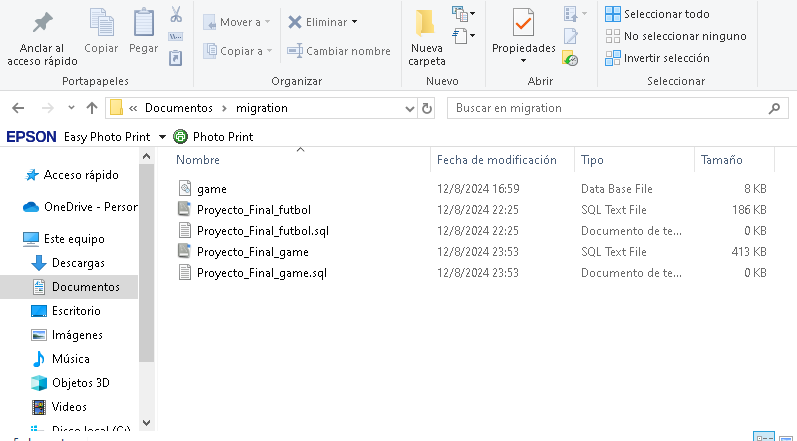 Anclar al acceso rápido
Copiar
Pegar
Mover a
Copiar a
Eliminar
Cambiar nombre
Nueva carpeta
Propiedades
Seleccionar todo
No seleccionar ninguno
Invertir selección
Portapapeles
Organizar
Nuevo
Abrir
Seleccionar
« Documentos > migration
Buscar en migration
EPSON Easy Photo Print Photo Print
Nombre Fecha de modificación Tipo Tamaño
game 12/8/2024 16:59 Data Base File 8 KB
Proyecto_Final_futbol 12/8/2024 22:25 SQL Text File 186 KB
Proyecto_Final_futbol.sql 12/8/2024 22:25 Documento de te... 0 KB
Proyecto_Final_game 12/8/2024 23:53 SQL Text File 413 KB
Proyecto_Final_game.sql 12/8/2024 23:53 Documento de te... 0 KB
Acceso rápido
OneDrive - Person
Este equipo
Descargas
Documentos
Escritorio
Imágenes
Música
Objetos 3D
Videos
Disco local (C:)